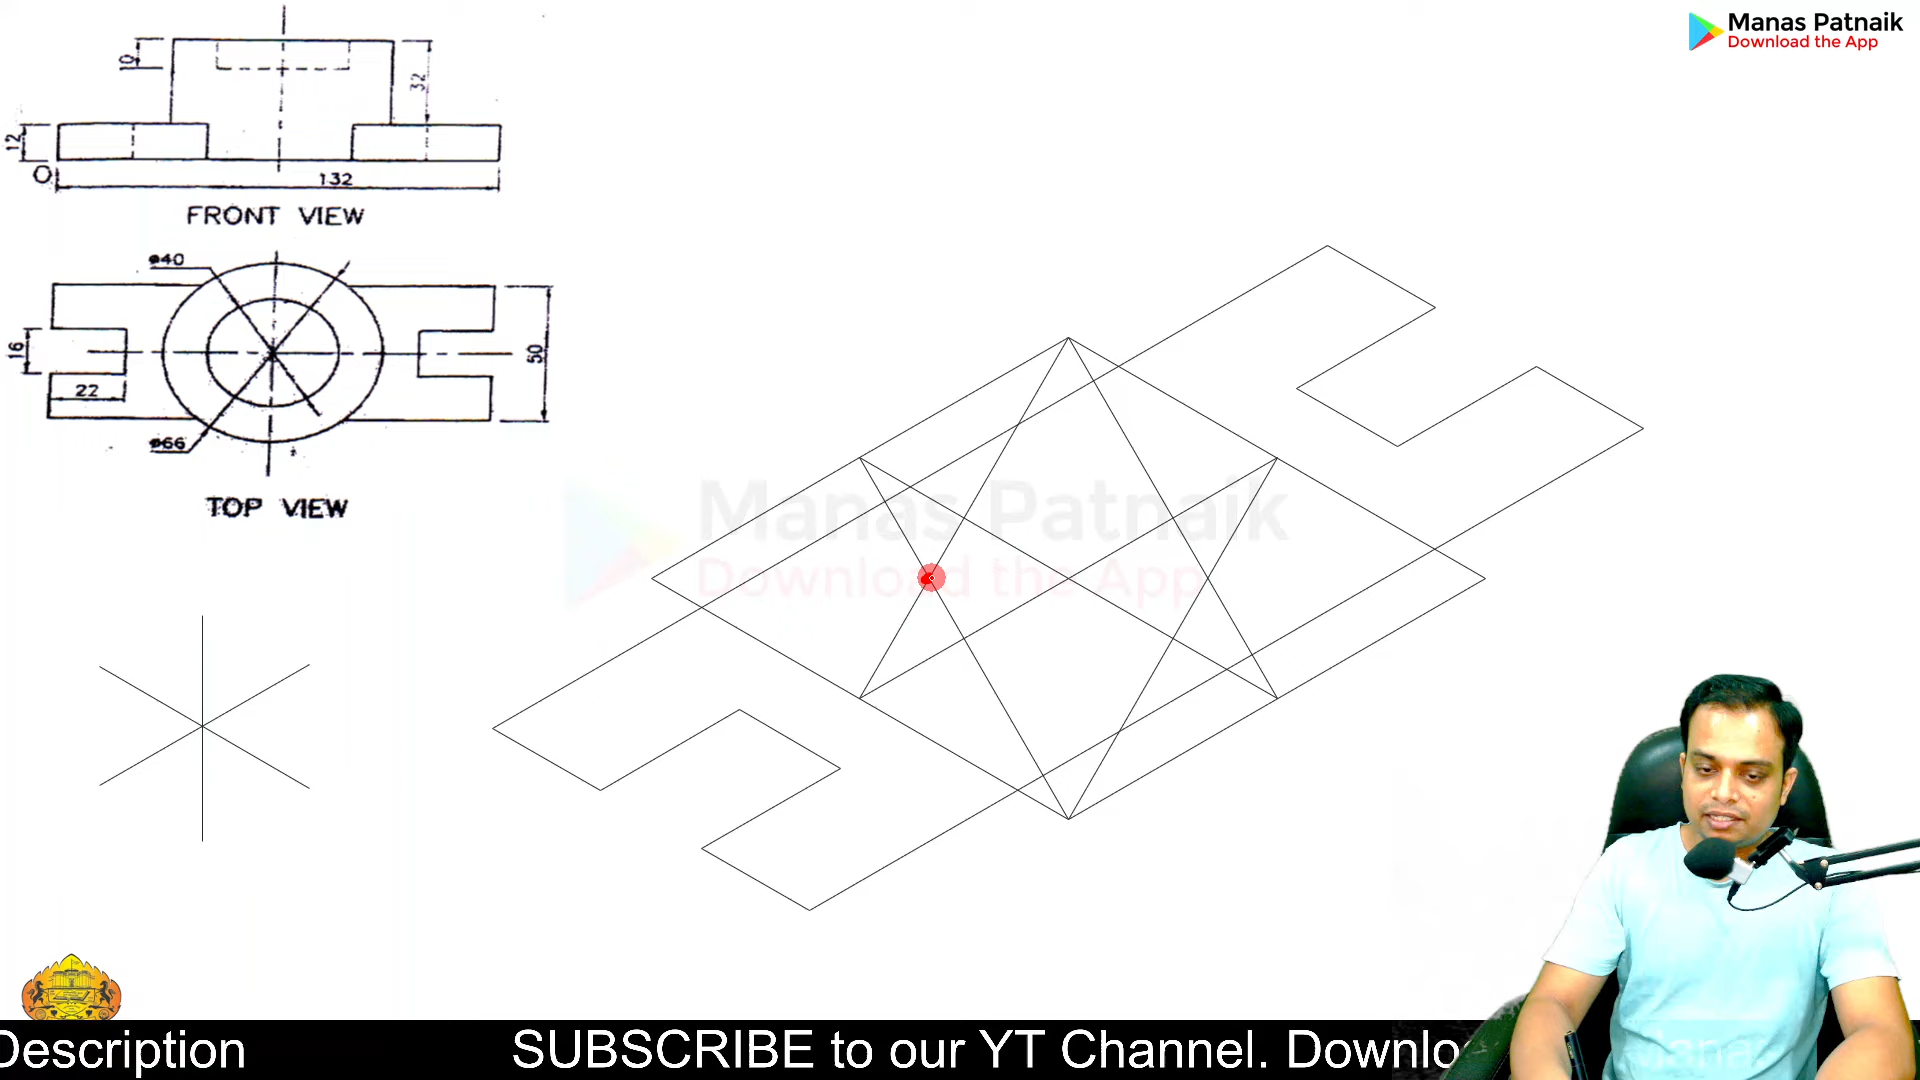 Manas Patnaik
Download the App
10
32
12
O
132
FRONT VIEW
ø40
16
50
22
ø66
TOP VIEW
Manas Patnaik
Download the App
Description
SUBSCRIBE to our YT Channel. Downlo